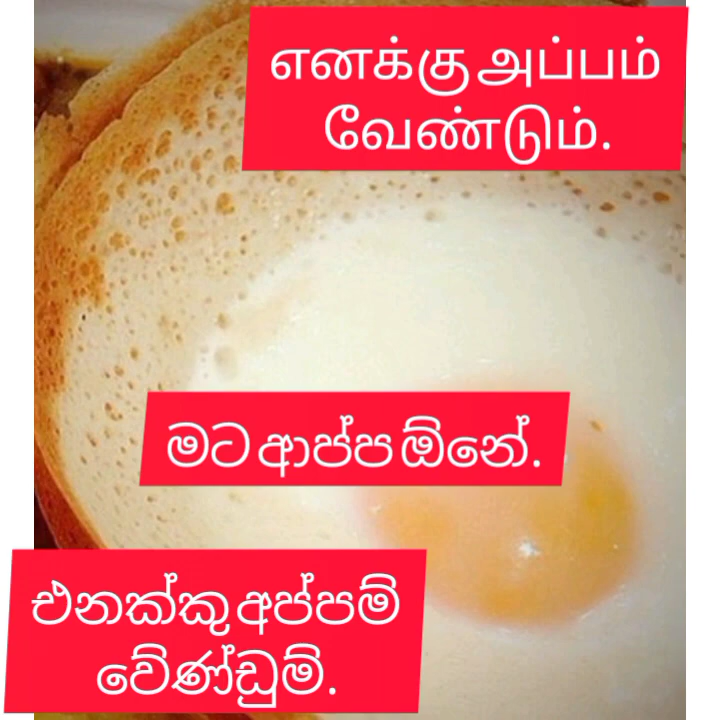 எனக்கு அப்பம்
வேண்டும்.
මට ආප්ප ඕනේ.
එනක්කු අප්පම්
වේණ්ඩුම්.